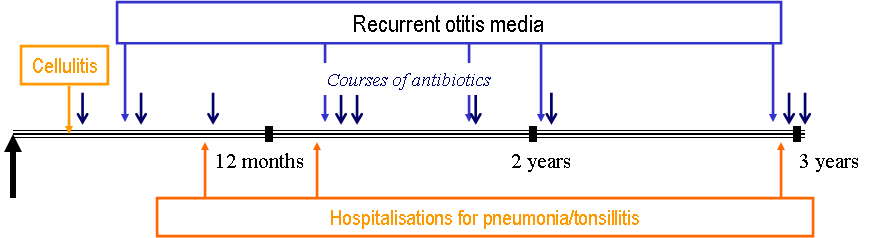 Recurrent otitis media
Cellulitis
Courses of antibiotics
12 months
2 years
3 years
Hospitalisations for pneumonia/tonsillitis